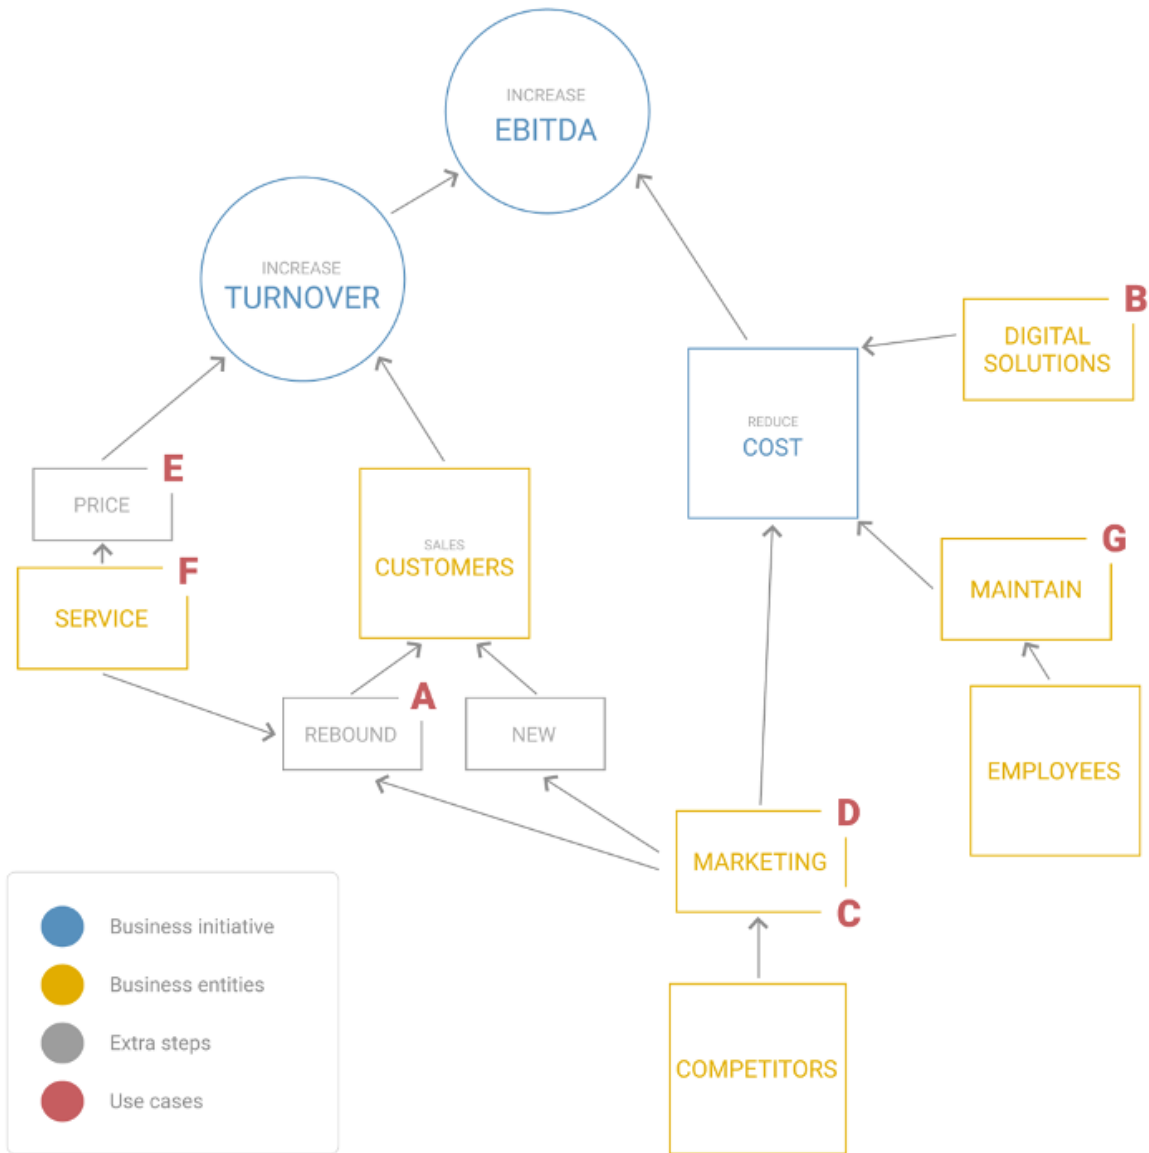 INCREASE
EBITDA
INCREASE
TURNOVER
B
DIGITAL
SOLUTIONS
REDUCE
COST
E
PRICE
SALES
CUSTOMERS
G
MAINTAIN
F
SERVICE
A
REBOUND
NEW
EMPLOYEES
D
MARKETING
C
Business initiative
Business entities
Extra steps
Use cases
COMPETITORS